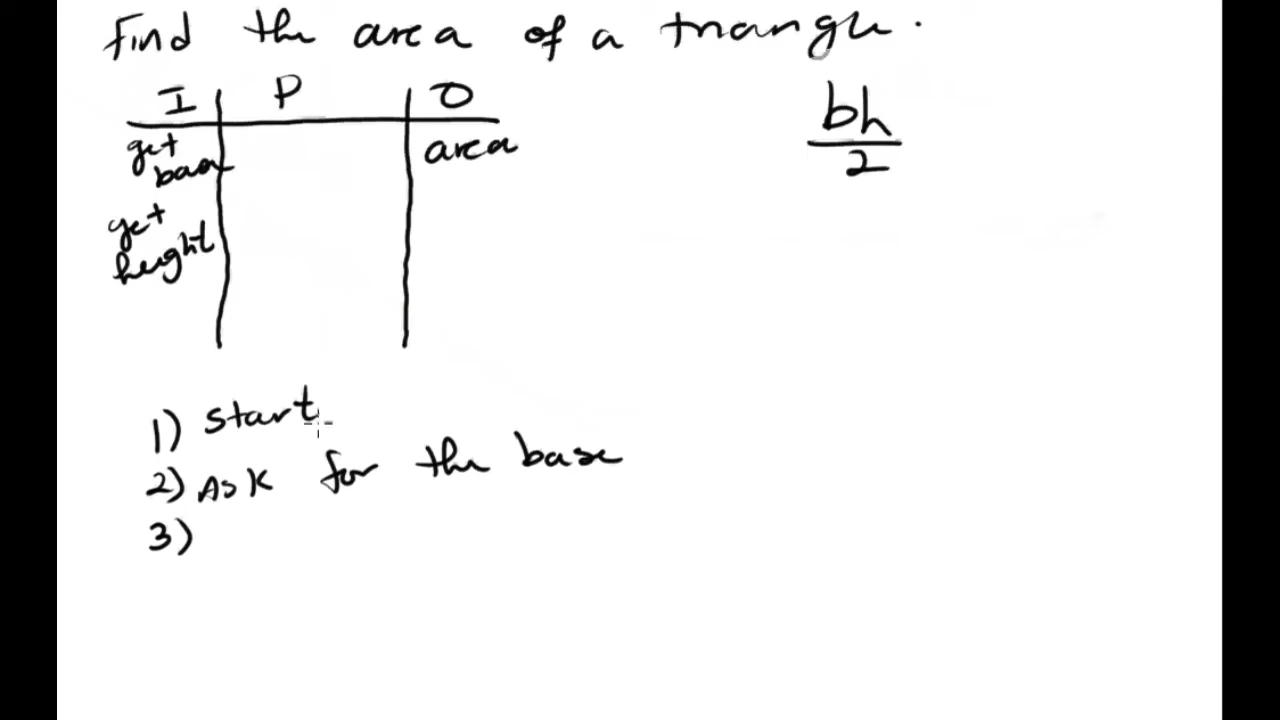 Find the area of a triangle.
I P O
get
base
area
get
height
bh
2
1) Start
2) Ask for the base
3)